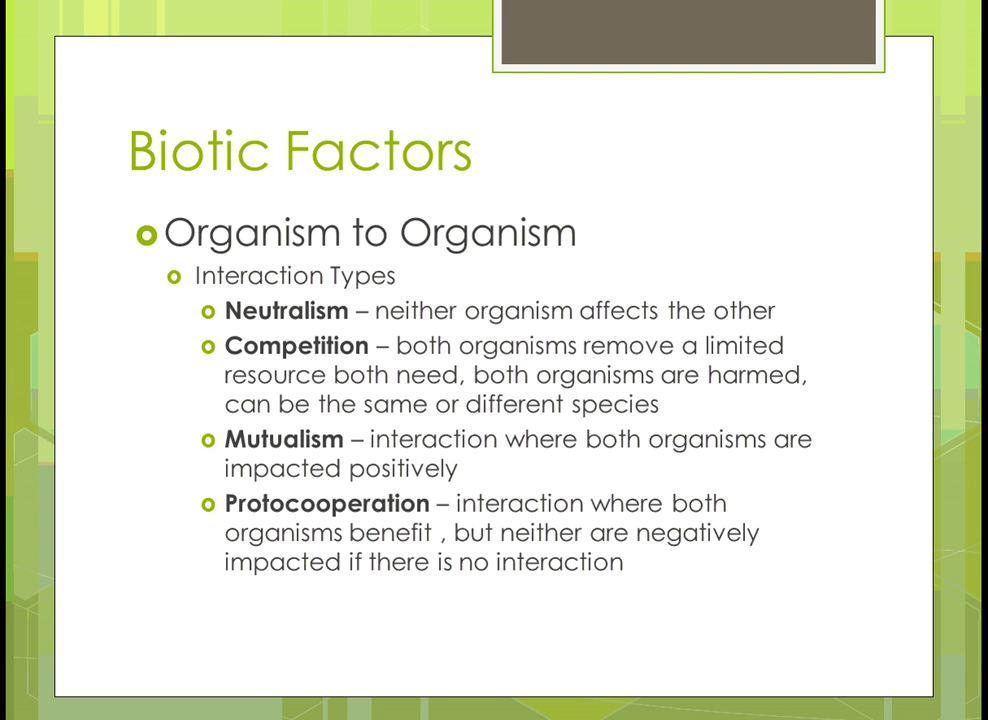 Biotic Factors
Organism to Organism
Interaction Types
Neutralism – neither organism affects the other
Competition – both organisms remove a limited
resource both need, both organisms are harmed,
can be the same or different species
Mutualism – interaction where both organisms are
impacted positively
Protocooperation – interaction where both
organisms benefit , but neither are negatively
impacted if there is no interaction